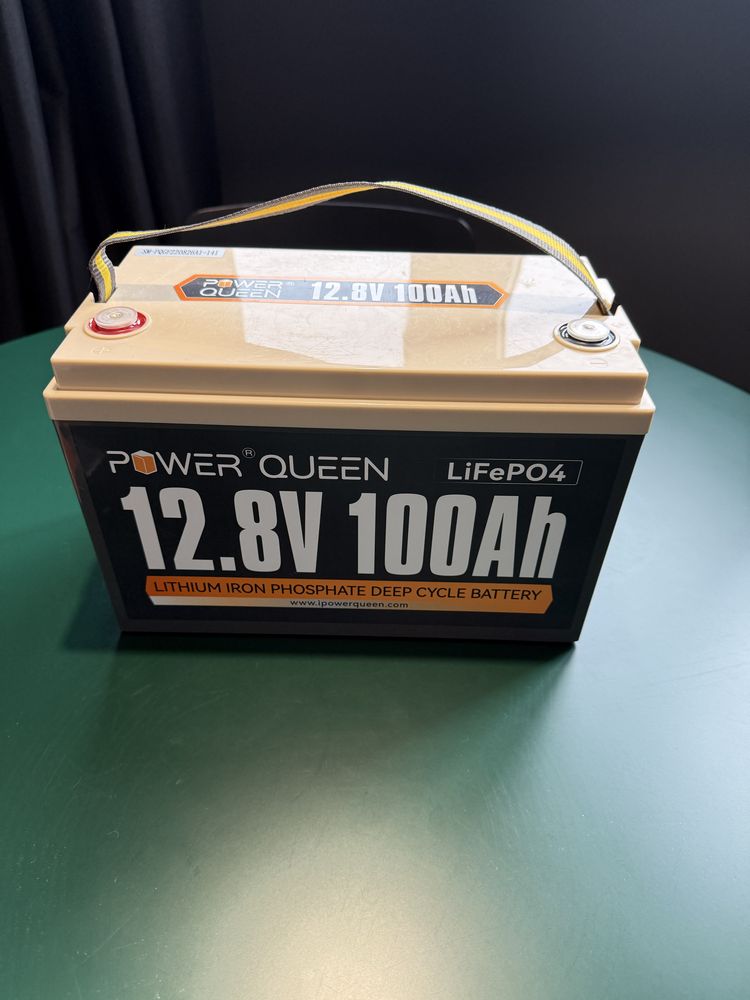 POWER QUEEN® 12.8V 100Ah
POWER® QUEEN LiFePO4
12.8V 100Ah
LITHIUM IRON PHOSPHATE DEEP CYCLE BATTERY
www.ipowerqueen.com